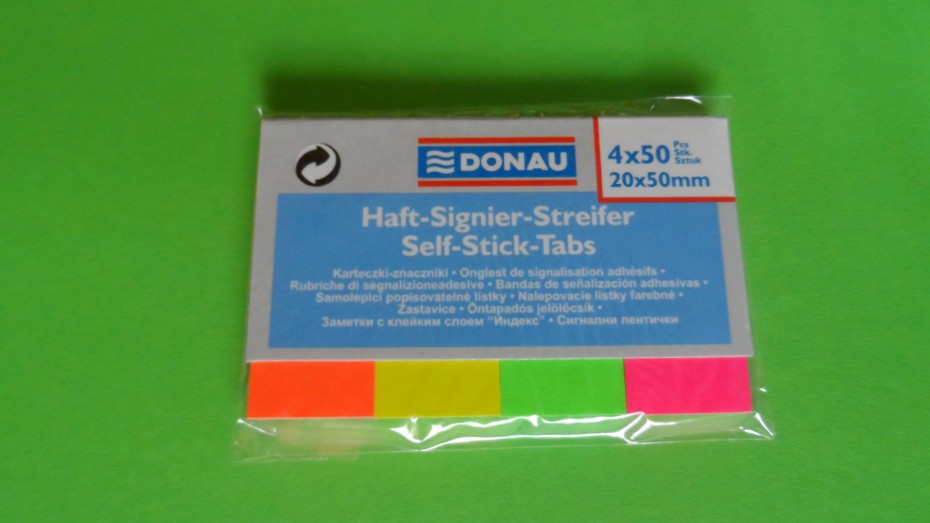 DONAU
4x50 Pcs Stck. Sztuk
20x50mm
Haft-Signier-Streifer
Self-Stick-Tabs
Karteczki-znaczniki • Onglest de signalisation adhésifs •
Rubriche di segnalizioneadesive • Bandas de señalización adhesivas •
Samolepicí popisovatelné lístky • Nalepovacie lístky farebné •
Zastavice • Öntapadós jelölöcsík •
Заметки с клейким слоем "Индекс" • Сигнални лентички